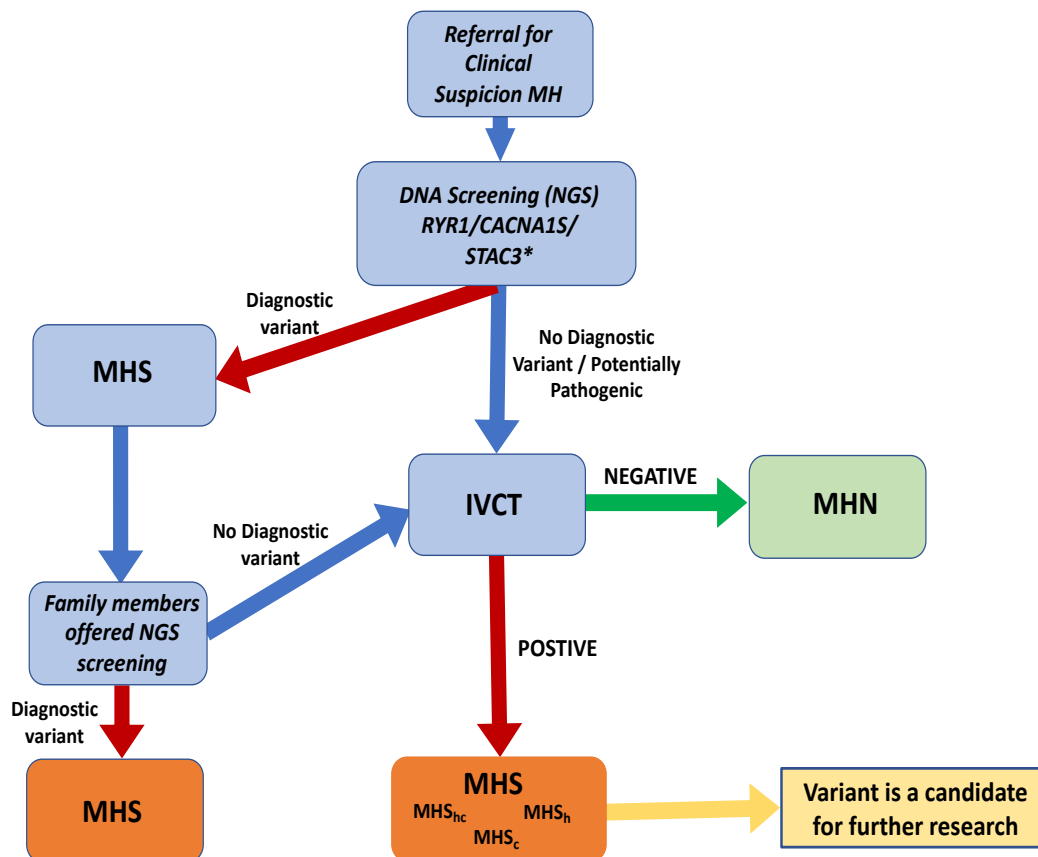 Referral for
Clinical
Suspicion MH
DNA Screening (NGS)
RYR1/CACNA1S/
STAC3*
Diagnostic
variant
No Diagnostic
Variant / Potentially
Pathogenic
MHS
IVCT
NEGATIVE
MHN
No Diagnostic
variant
Family members
offered NGS
screening
POSTIVE
Diagnostic
variant
MHS
MHS
MHShc MHSh
MHSc
Variant is a candidate
for further research